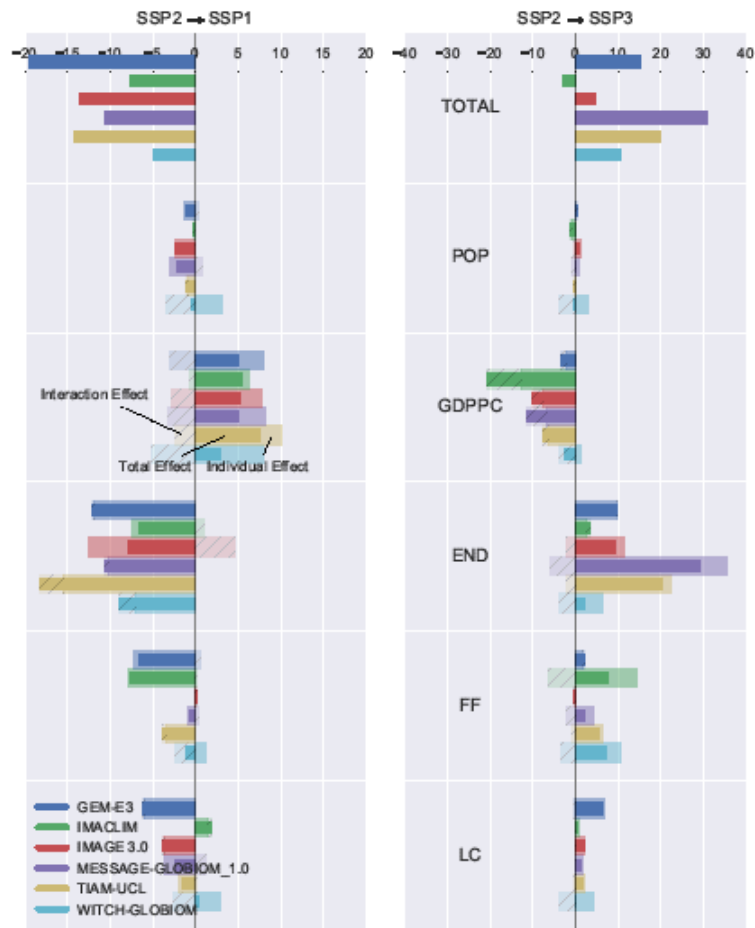 SSP2 → SSP1
SSP2 → SSP3
−20 −15 −10 −5 0 5 10 15 20
−40 −30 −20 −10 0 10 20 30 40
TOTAL
POP
GDPPC
Interaction Effect
Total Effect
Individual Effect
END
FF
LC
GEM-E3
IMACLIM
IMAGE 3.0
MESSAGE-GLOBIOM_1.0
TIAM-UCL
WITCH-GLOBIOM